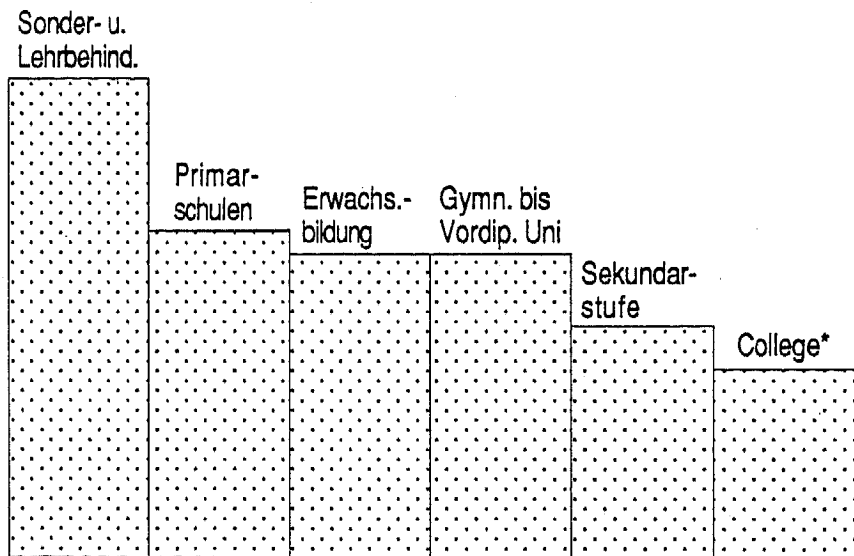 Sonder- u.
Lehrbehind.
Primar-
schulen
Erwachs.-
bildung
Gymn. bis
Vordip. Uni
Sekundar-
stufe
College*